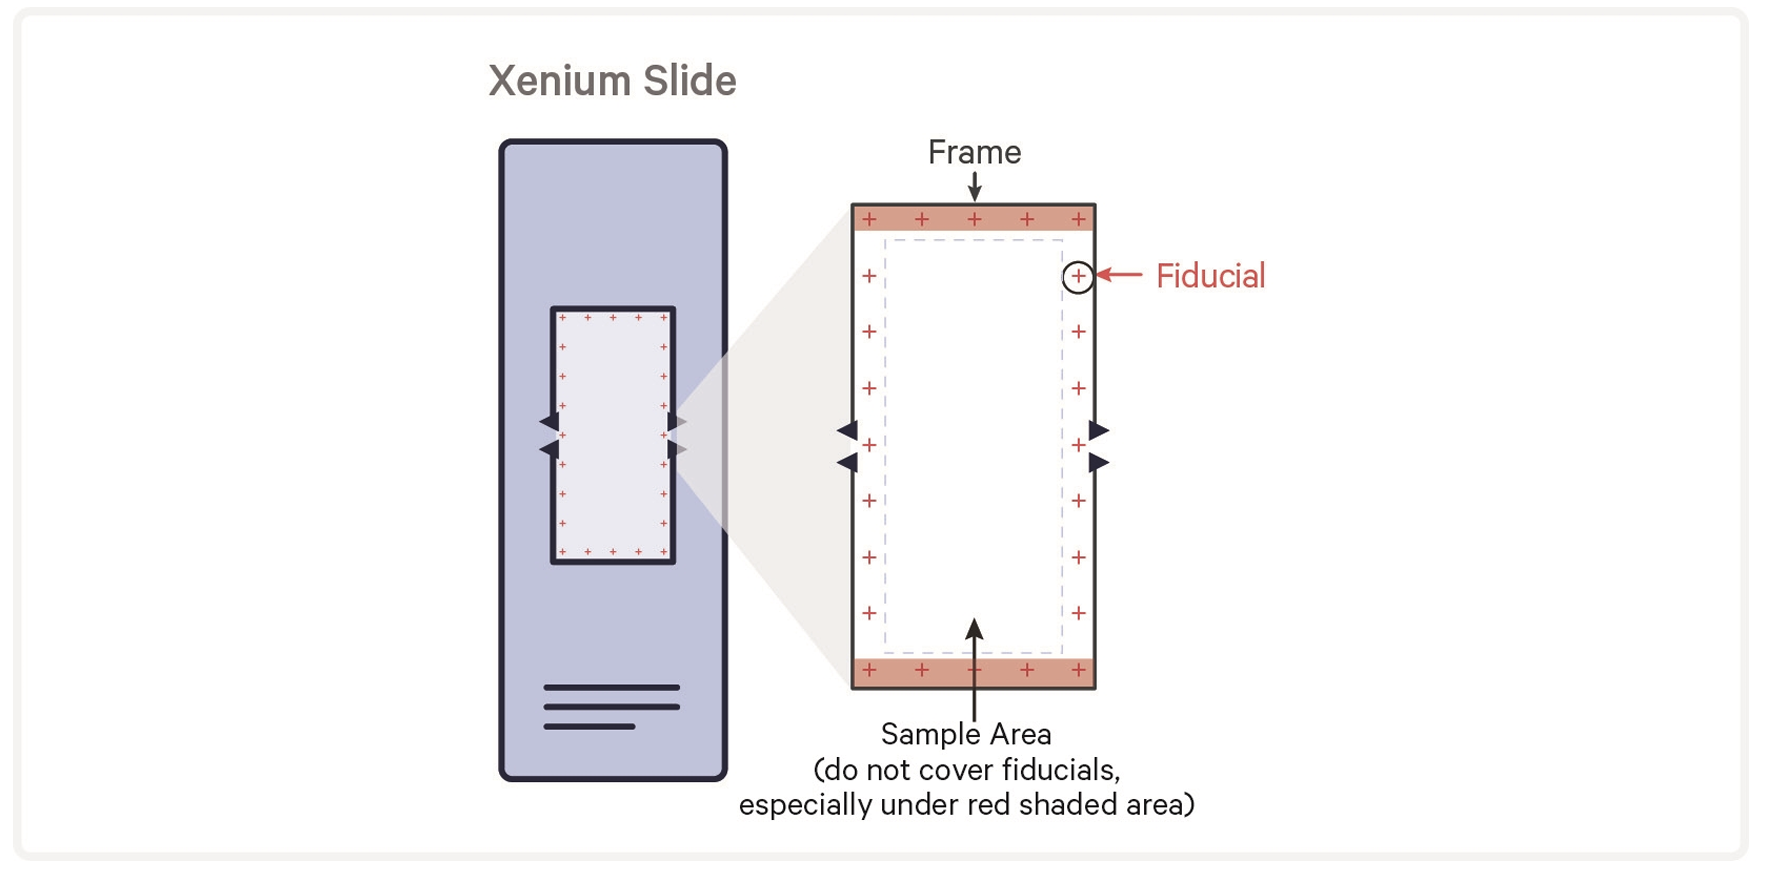 Xenium Slide
Frame
Fiducial
Sample Area
(do not cover fiducials,
especially under red shaded area)